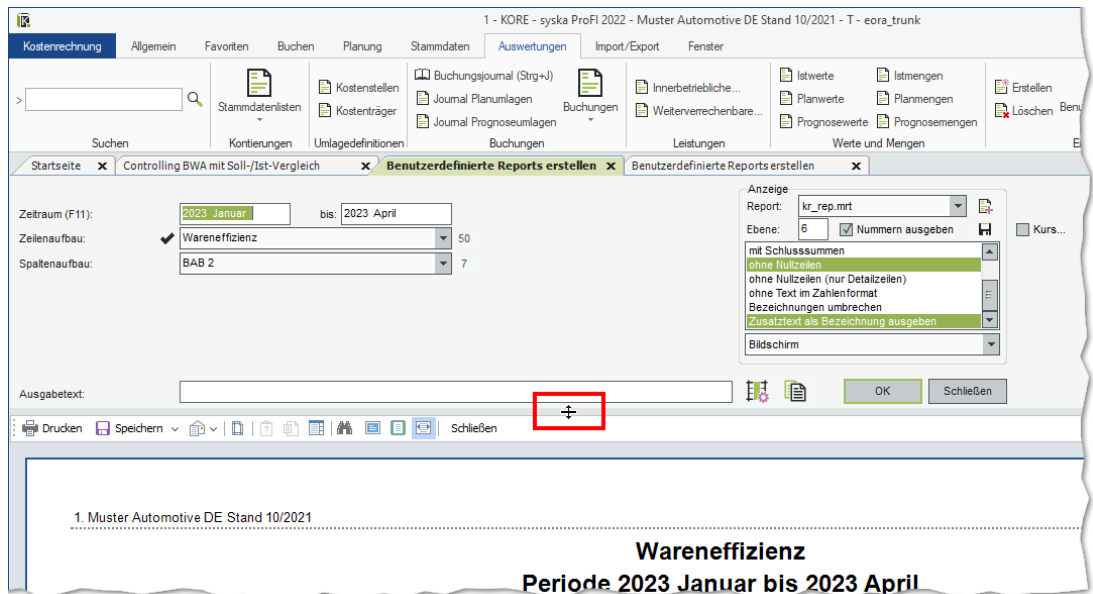 1 - KORE - syska ProFI 2022 - Muster Automotive DE Stand 10/2021 - T - eora_trunk
Kostenrechnung Allgemein Favoriten Buchen Planung Stammdaten Auswertungen Import/Export Fenster
> Stammdatenlisten Kostenstellen Kostenträger Buchungsjournal (Strg+J) Journal Planumlagen Journal Prognoseumlagen Buchungen Innerbetriebliche... Weiterverrechenbare... Istwerte Planwerte Prognosewerte Istmengen Planmengen Prognosemengen Erstellen Löschen
Suchen Kontierungen Umlagedefinitionen Buchungen Leistungen Werte und Mengen
Startseite x Controlling BWA mit Soll-/Ist-Vergleich x Benutzerdefinierte Reports erstellen x Benutzerdefinierte Reports erstellen x
Anzeige
Report: kr_rep.mrt
Zeitraum (F11): 2023 Januar bis: 2023 April
Ebene: 6 Nummern ausgeben Kurs...
Zeilenaufbau: Wareneffizienz 50
Spaltenaufbau: BAB 2 7
mit Schlusssummen
ohne Nullzeilen
ohne Nullzeilen (nur Detailzeilen)
ohne Text im Zahlenformat
Bezeichnungen umbrechen
Zusatztext als Bezeichnung ausgeben
Bildschirm
Ausgabetext: OK Schließen
Drucken Speichern Schließen
1. Muster Automotive DE Stand 10/2021
Wareneffizienz
Periode 2023 Januar bis 2023 April